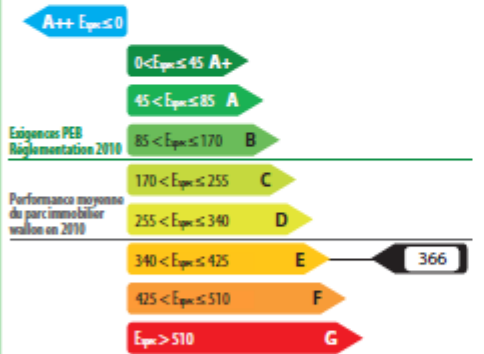 A++ Espec ≤ 0
0 < Espec ≤ 45 A+
45 < Espec ≤ 85 A
Exigences PEB
Réglementation 2010
85 < Espec ≤ 170 B
170 < Espec ≤ 255 C
Performance moyenne
du parc immobilier
wallon en 2010
255 < Espec ≤ 340 D
340 < Espec ≤ 425 E
366
425 < Espec ≤ 510 F
Espec > 510 G